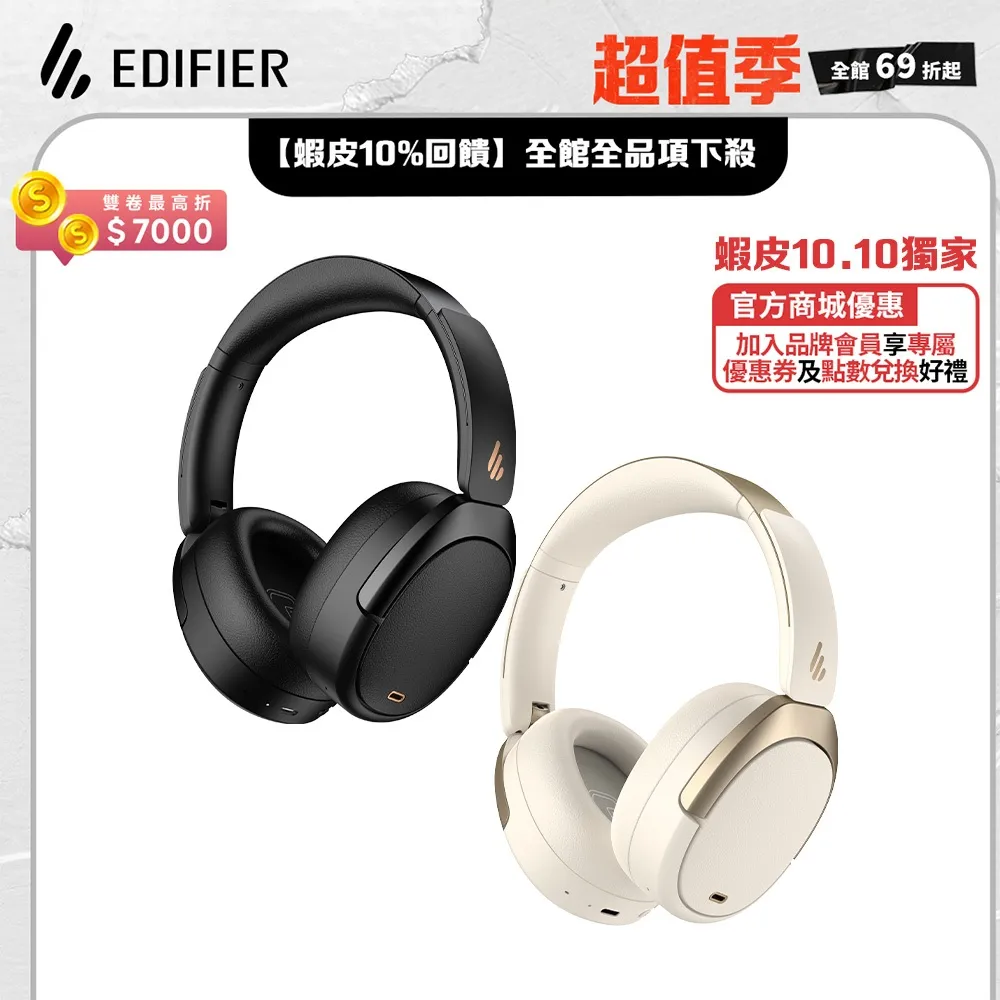 EDIFIER
超值季
全館69折起
【蝦皮10%回饋】全館全品項下殺
雙卷最高折
$7000
蝦皮10.10獨家
官方商城優惠
加入品牌會員享專屬
優惠券及點數兌換好禮